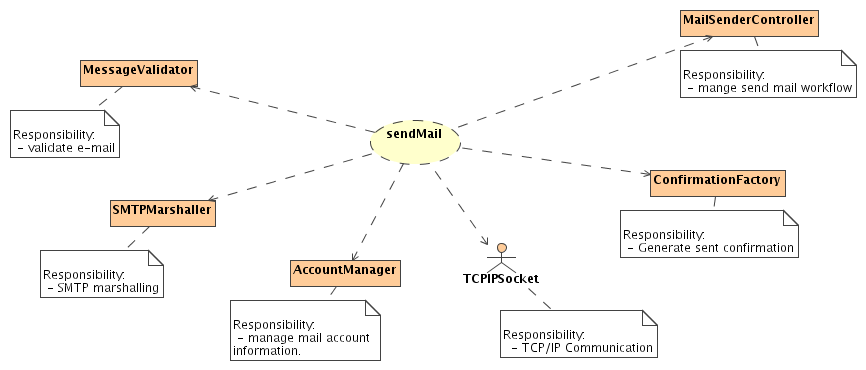 MailSenderController
Responsibility:
- mange send mail workflow
MessageValidator
Responsibility:
- validate e-mail
sendMail
ConfirmationFactory
Responsibility:
- Generate sent confirmation
SMTPMarshaller
Responsibility:
- SMTP marshalling
AccountManager
Responsibility:
- manage mail account
information.
TCPIPSocket
Responsibility:
- TCP/IP Communication